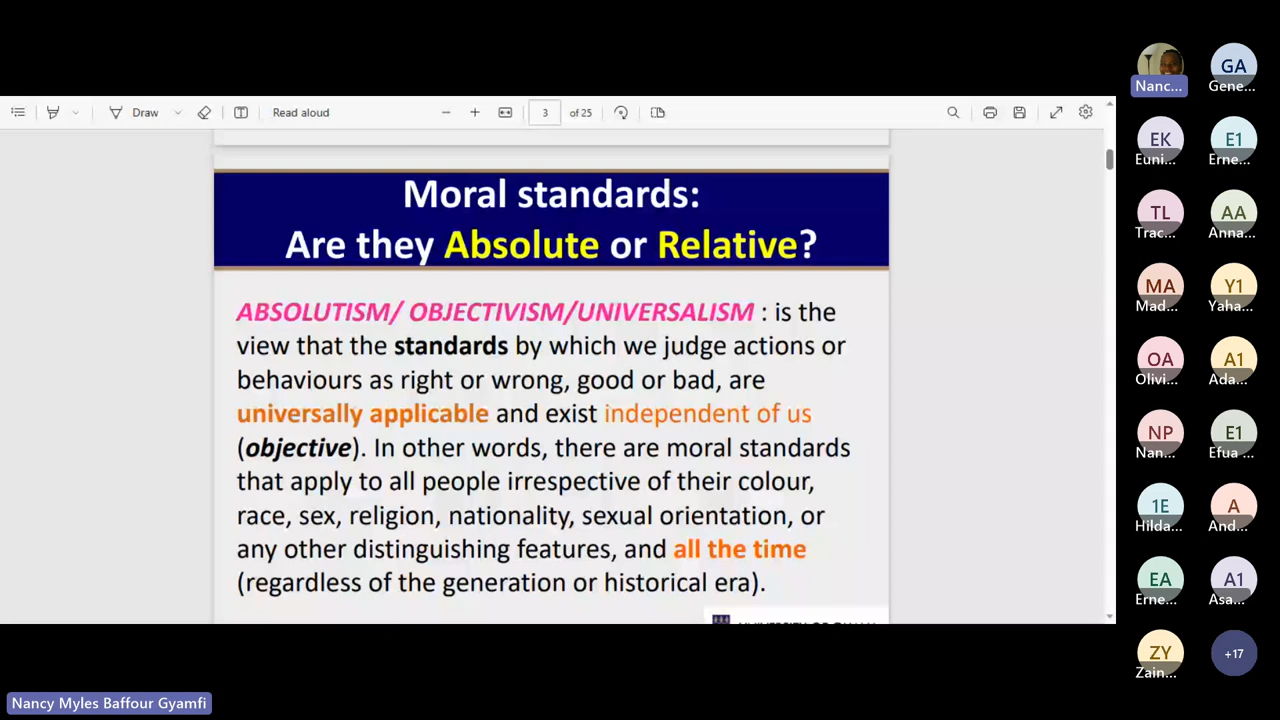 Draw
Read aloud
3
of 25
Moral standards:
Are they Absolute or Relative?
ABSOLUTISM/ OBJECTIVISM/UNIVERSALISM : is the
view that the standards by which we judge actions or
behaviours as right or wrong, good or bad, are
universally applicable and exist independent of us
(objective). In other words, there are moral standards
that apply to all people irrespective of their colour,
race, sex, religion, nationality, sexual orientation, or
any other distinguishing features, and all the time
(regardless of the generation or historical era).
Nancy Myles Baffour Gyamfi
Nanc...
GA
Gene...
EK
Euni...
E1
Erne...
TL
Trac...
AA
Anna...
MA
Mad...
Y1
Yaha...
OA
Olivi...
A1
Ada...
NP
Nan...
E1
Efua ...
1E
Hilda...
A
And...
EA
Erne...
A1
Asa...
ZY
Zain...
+17